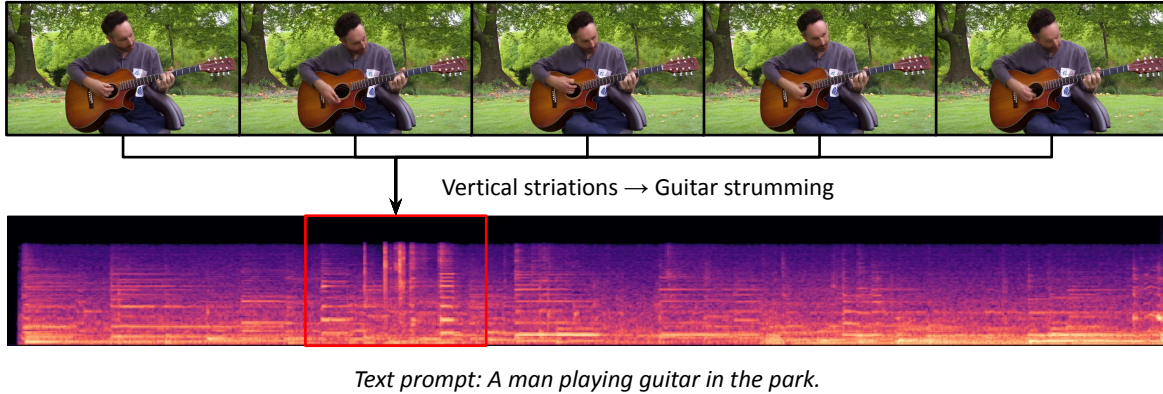 Vertical striations → Guitar strumming
Text prompt: A man playing guitar in the park.